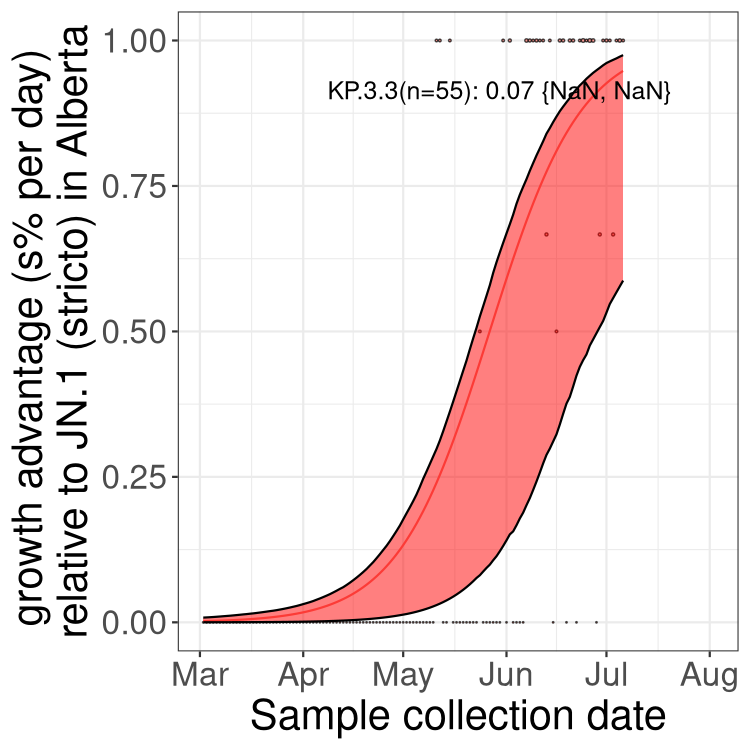 growth advantage (s% per day)
relative to JN.1 (stricto) in Alberta
1.00
0.75
0.50
0.25
0.00
KP.3.3(n=55): 0.07 {NaN, NaN}
Mar Apr May Jun Jul Aug
Sample collection date